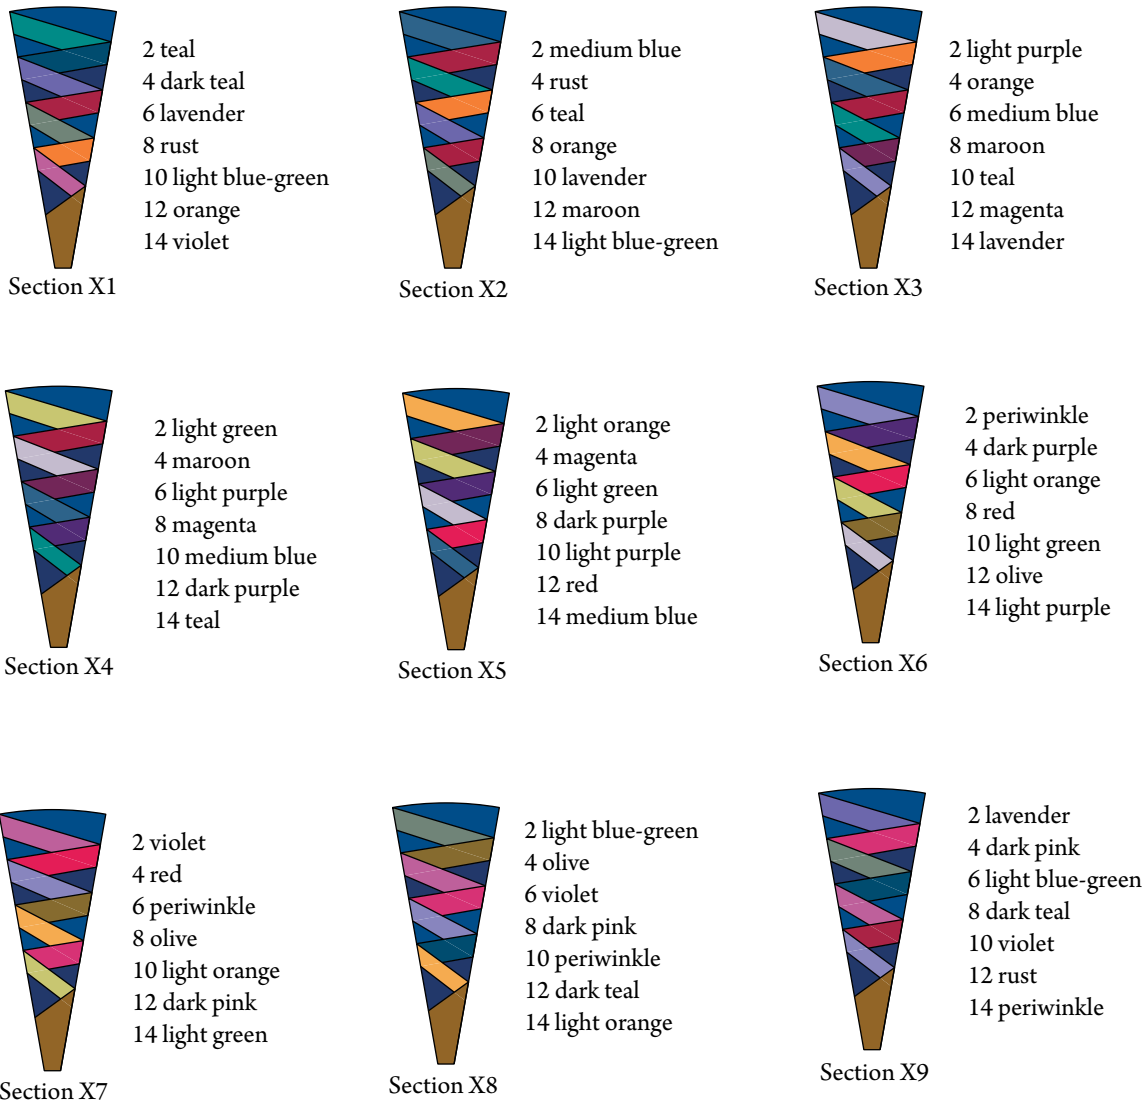 2 teal
4 dark teal
6 lavender
8 rust
10 light blue-green
12 orange
14 violet
Section X1
2 medium blue
4 rust
6 teal
8 orange
10 lavender
12 maroon
14 light blue-green
Section X2
2 light purple
4 orange
6 medium blue
8 maroon
10 teal
12 magenta
14 lavender
Section X3
2 light green
4 maroon
6 light purple
8 magenta
10 medium blue
12 dark purple
14 teal
Section X4
2 light orange
4 magenta
6 light green
8 dark purple
10 light purple
12 red
14 medium blue
Section X5
2 periwinkle
4 dark purple
6 light orange
8 red
10 light green
12 olive
14 light purple
Section X6
2 violet
4 red
6 periwinkle
8 olive
10 light orange
12 dark pink
14 light green
Section X7
2 light blue-green
4 olive
6 violet
8 dark pink
10 periwinkle
12 dark teal
14 light orange
Section X8
2 lavender
4 dark pink
6 light blue-green
8 dark teal
10 violet
12 rust
14 periwinkle
Section X9